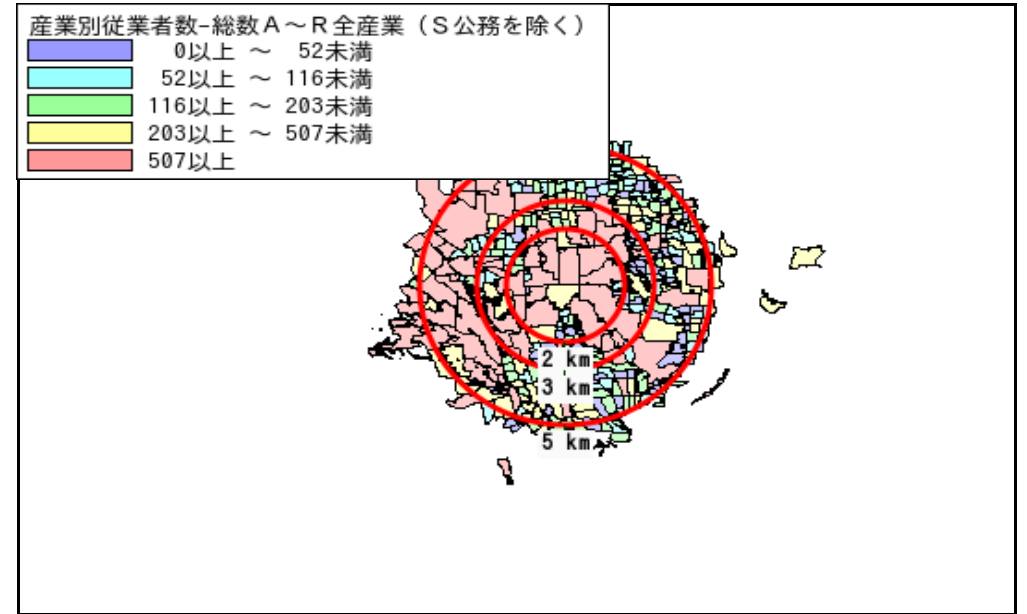 産業別従業者数−総数A〜R全産業（S公務を除く）
0以上 〜 52未満
52以上 〜 116未満
116以上 〜 203未満
203以上 〜 507未満
507以上
2 km
3 km
5 km